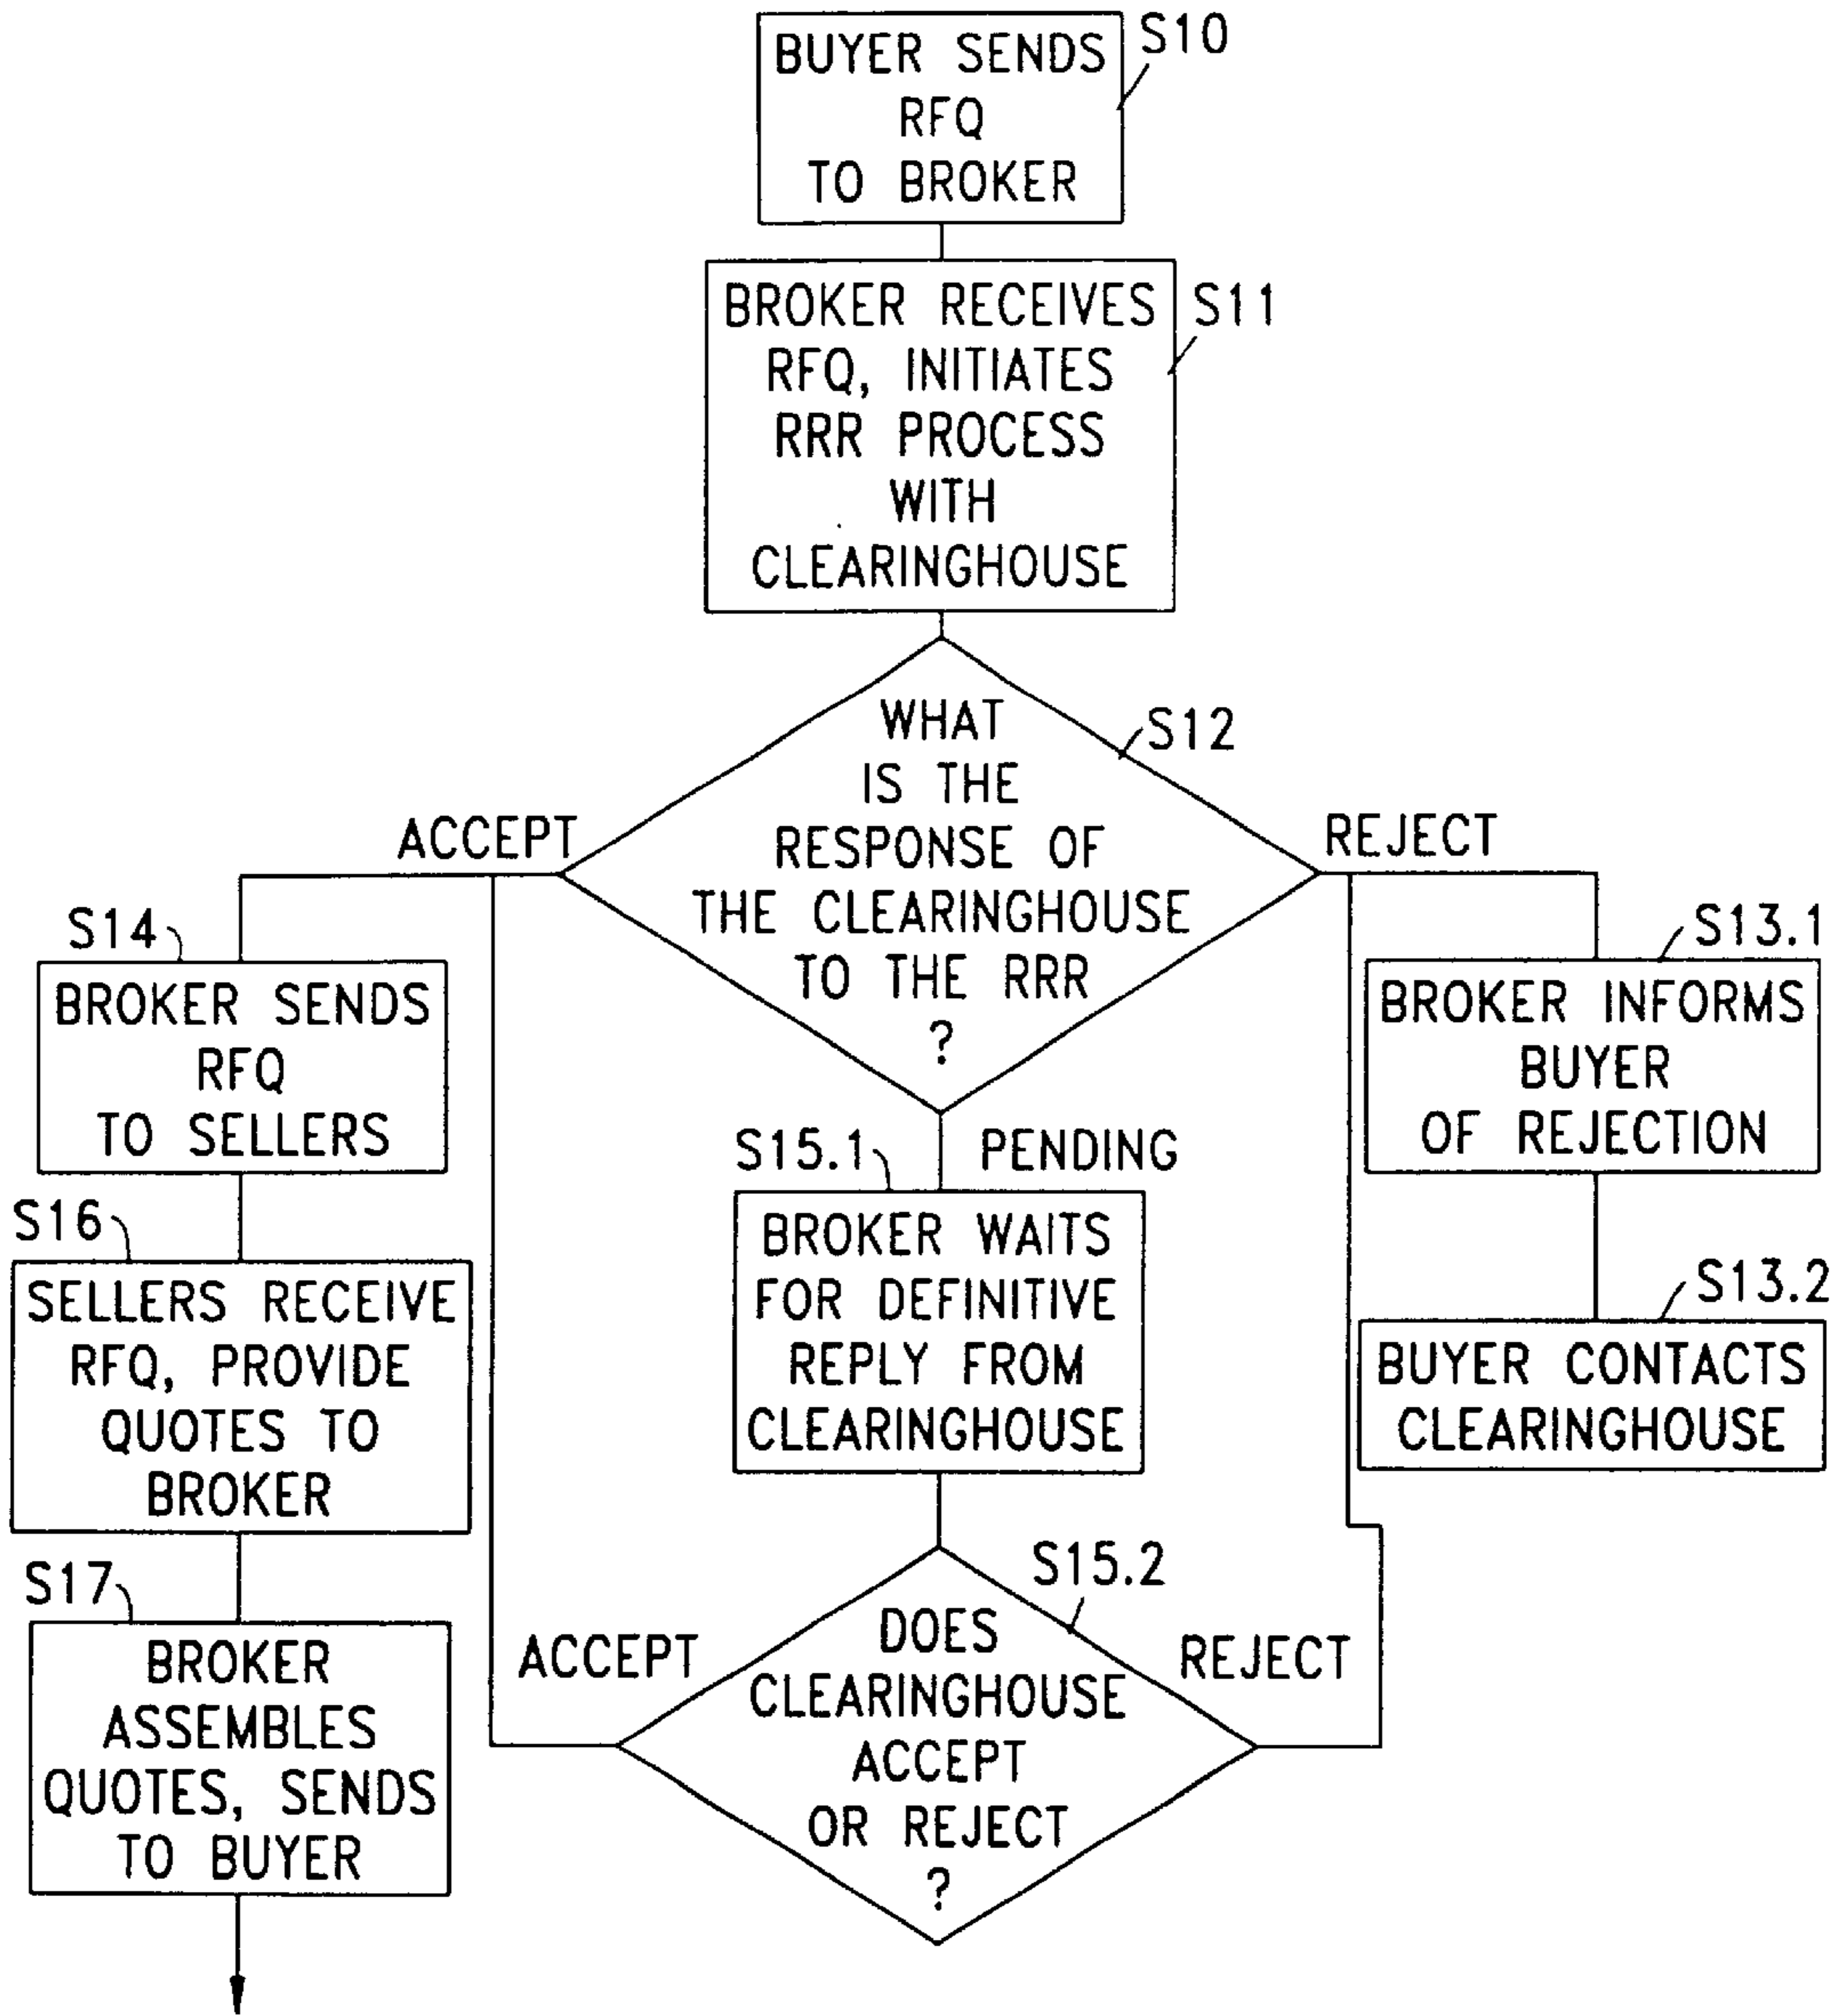 BUYER SENDS
RFQ
TO BROKER
S10
BROKER RECEIVES
RFQ, INITIATES
RRR PROCESS
WITH
CLEARINGHOUSE
S11
WHAT
IS THE
RESPONSE OF
THE CLEARINGHOUSE
TO THE RRR
?
S12
ACCEPT
REJECT
PENDING
S14
BROKER SENDS
RFQ
TO SELLERS
S16
SELLERS RECEIVE
RFQ, PROVIDE
QUOTES TO
BROKER
S17
BROKER
ASSEMBLES
QUOTES, SENDS
TO BUYER
S15.1
BROKER WAITS
FOR DEFINITIVE
REPLY FROM
CLEARINGHOUSE
S15.2
DOES
CLEARINGHOUSE
ACCEPT
OR REJECT
?
ACCEPT
REJECT
S13.1
BROKER INFORMS
BUYER
OF REJECTION
S13.2
BUYER CONTACTS
CLEARINGHOUSE